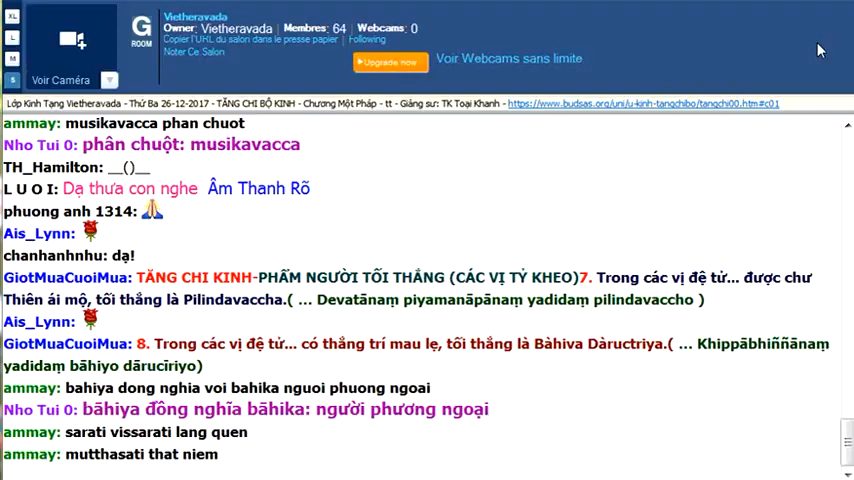 XL
L
M
S
Voir Caméra
G
ROOM
Vietheravada
Owner: Vietheravada | Membres: 64 | Webcams: 0
Copier l'URL du salon dans le presse papier | Following
Noter Ce Salon
Upgrade now
Voir Webcams sans limite
Lớp Kinh Tạng Vietheravada - Thứ Ba 26-12-2017 - TĂNG CHI BỘ KINH - Chương Một Pháp - tt - Giảng sư: TK Toại Khanh - https://www.budsas.org/uni/u-kinh-tangchibo/tangchi00.htm#c01
ammay: musikavacca phan chuot
Nho Tui 0: phân chuột: musikavacca
TH_Hamilton: __()__
L U O I: Dạ thưa con nghe Âm Thanh Rõ
phuong anh 1314:
Ais_Lynn:
chanhanhnhu: dạ!
GiotMuaCuoiMua: TĂNG CHI KINH-PHẨM NGƯỜI TỐI THẮNG (CÁC VỊ TỶ KHEO)7. Trong các vị đệ tử... được chư
Thiên ái mộ, tối thắng là Pilindavaccha.( ... Devatānaṃ piyamanāpānaṃ yadidaṃ pilindavaccho )
Ais_Lynn:
GiotMuaCuoiMua: 8. Trong các vị đệ tử... có thắng trí mau lẹ, tối thắng là Bàhiva Dàructriya.( ... Khippābhiññānaṃ
yadidaṃ bāhiyo dārucīriyo)
ammay: bahiya dong nghia voi bahika nguoi phuong ngoai
Nho Tui 0: bāhiya đồng nghĩa bāhika: người phương ngoại
ammay: sarati vissarati lang quen
ammay: mutthasati that niem